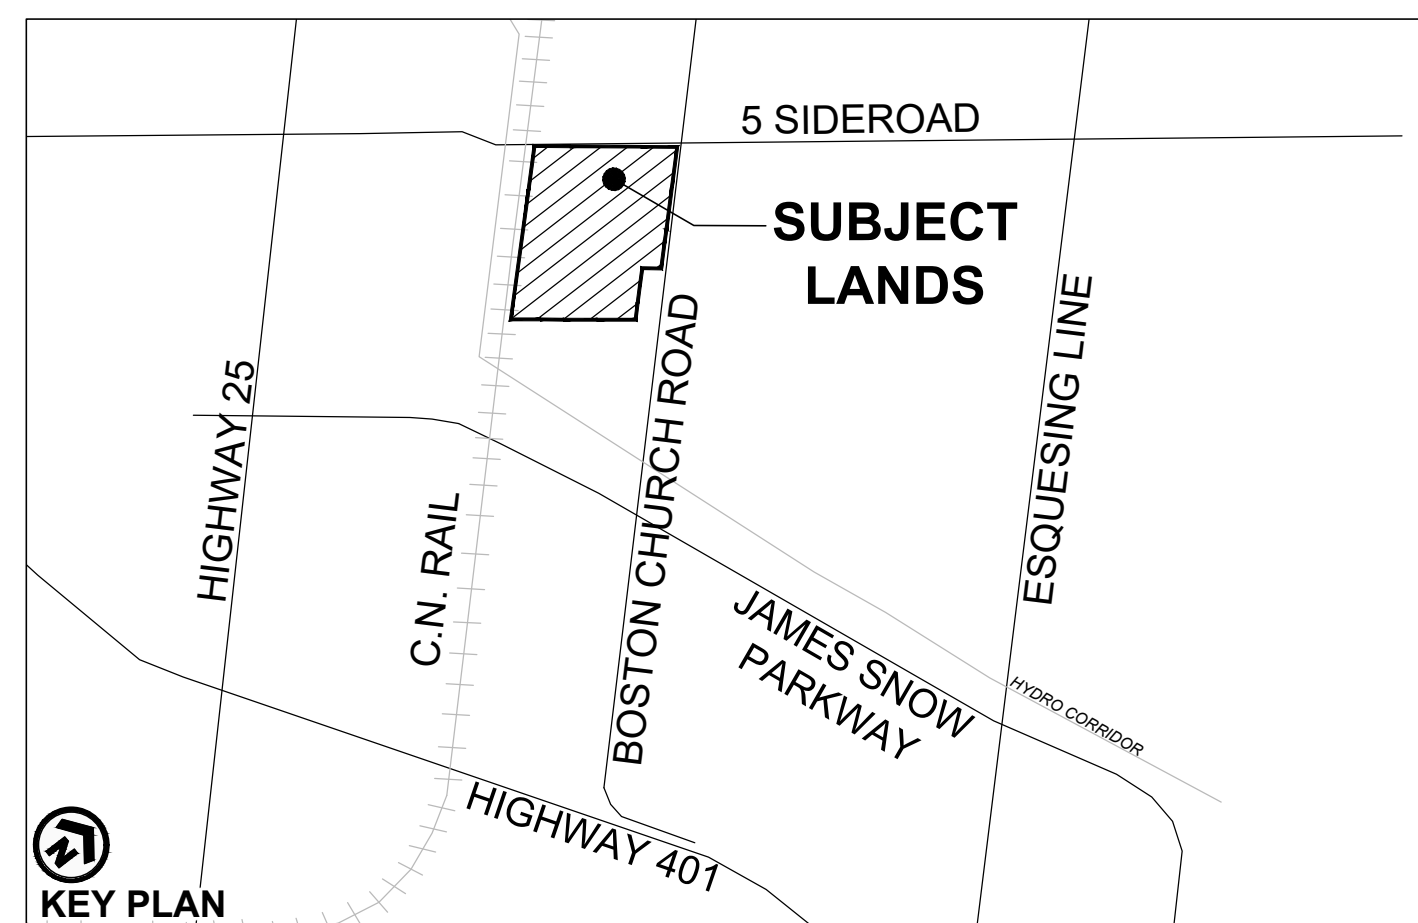 5 SIDEROAD
SUBJECT
LANDS
HIGHWAY 25
C.N. RAIL
BOSTON CHURCH ROAD
ESQUESING LINE
JAMES SNOW
PARKWAY
HYDRO CORRIDOR
HIGHWAY 401
N
KEY PLAN